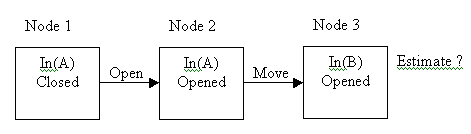 Node 1
Node 2
Node 3
In(A)
Closed
Open
In(A)
Opened
Move
In(B)
Opened
Estimate ?